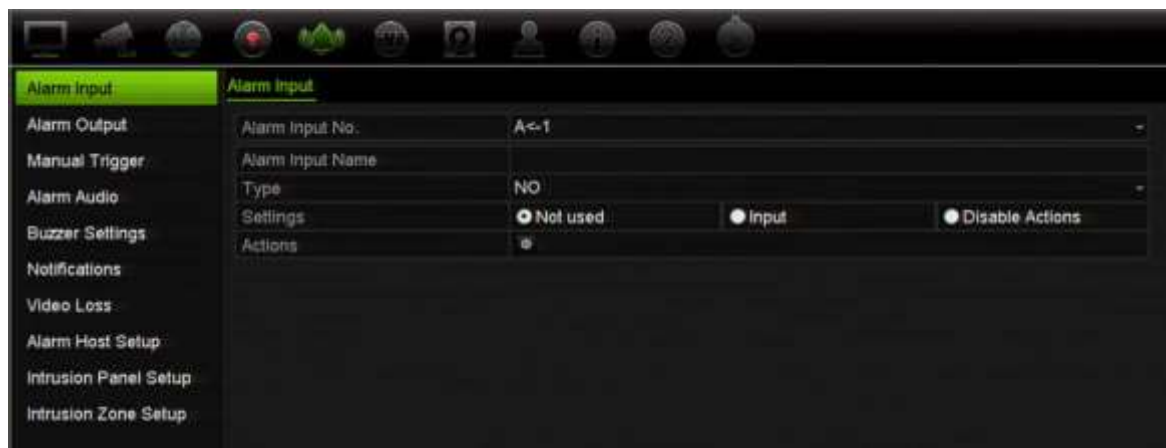 Alarm Input
Alarm Input
Alarm Output
Alarm Input No. A<-1
Manual Trigger
Alarm Input Name
Alarm Audio
Type NO
Settings Not used Input Disable Actions
Buzzer Settings
Actions
Notifications
Video Loss
Alarm Host Setup
Intrusion Panel Setup
Intrusion Zone Setup